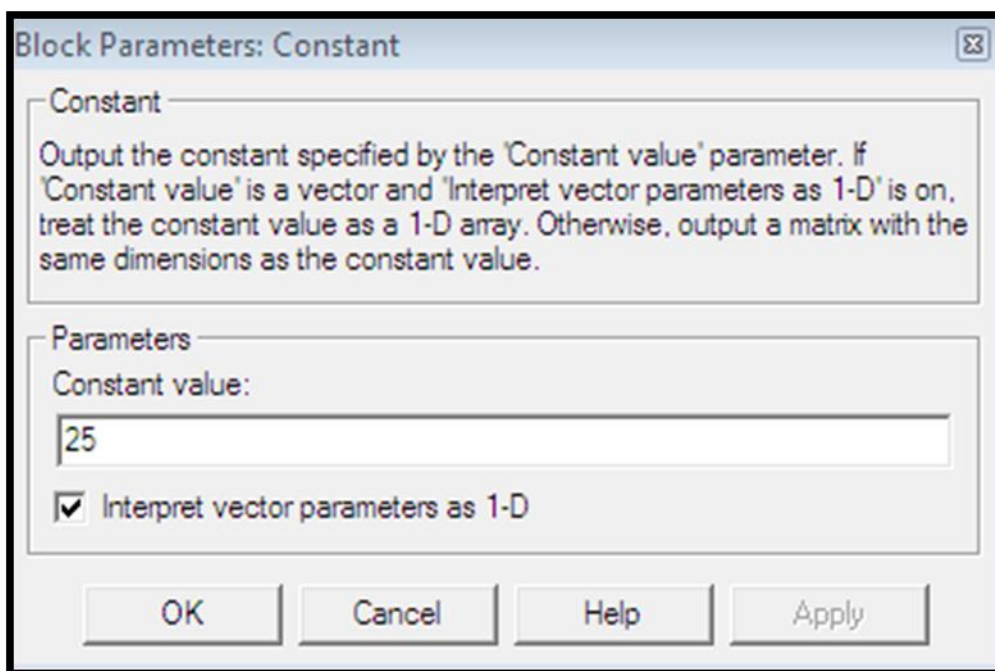 Block Parameters: Constant
Constant
Output the constant specified by the 'Constant value' parameter. If
'Constant value' is a vector and 'Interpret vector parameters as 1-D' is on,
treat the constant value as a 1-D array. Otherwise, output a matrix with the
same dimensions as the constant value.
Parameters
Constant value:
25
Interpret vector parameters as 1-D
OK Cancel Help Apply